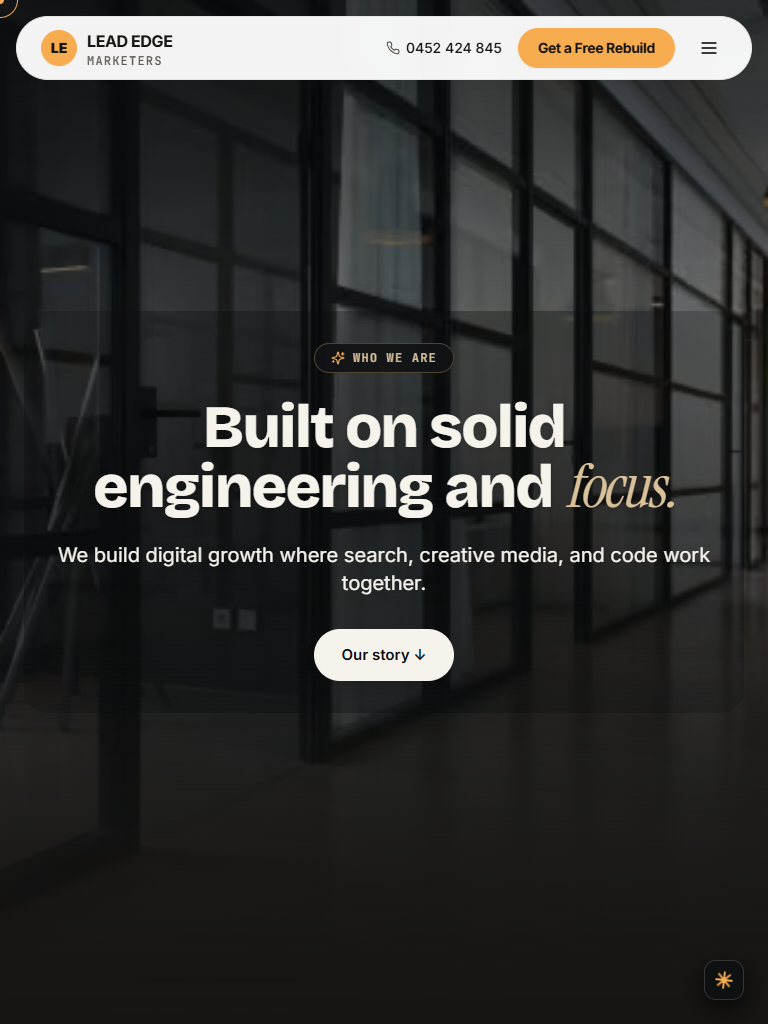 LE
LEAD EDGE
MARKETERS
0452 424 845
Get a Free Rebuild
WHO WE ARE
Built on solid
engineering and focus.
We build digital growth where search, creative media, and code work
together.
Our story ↓